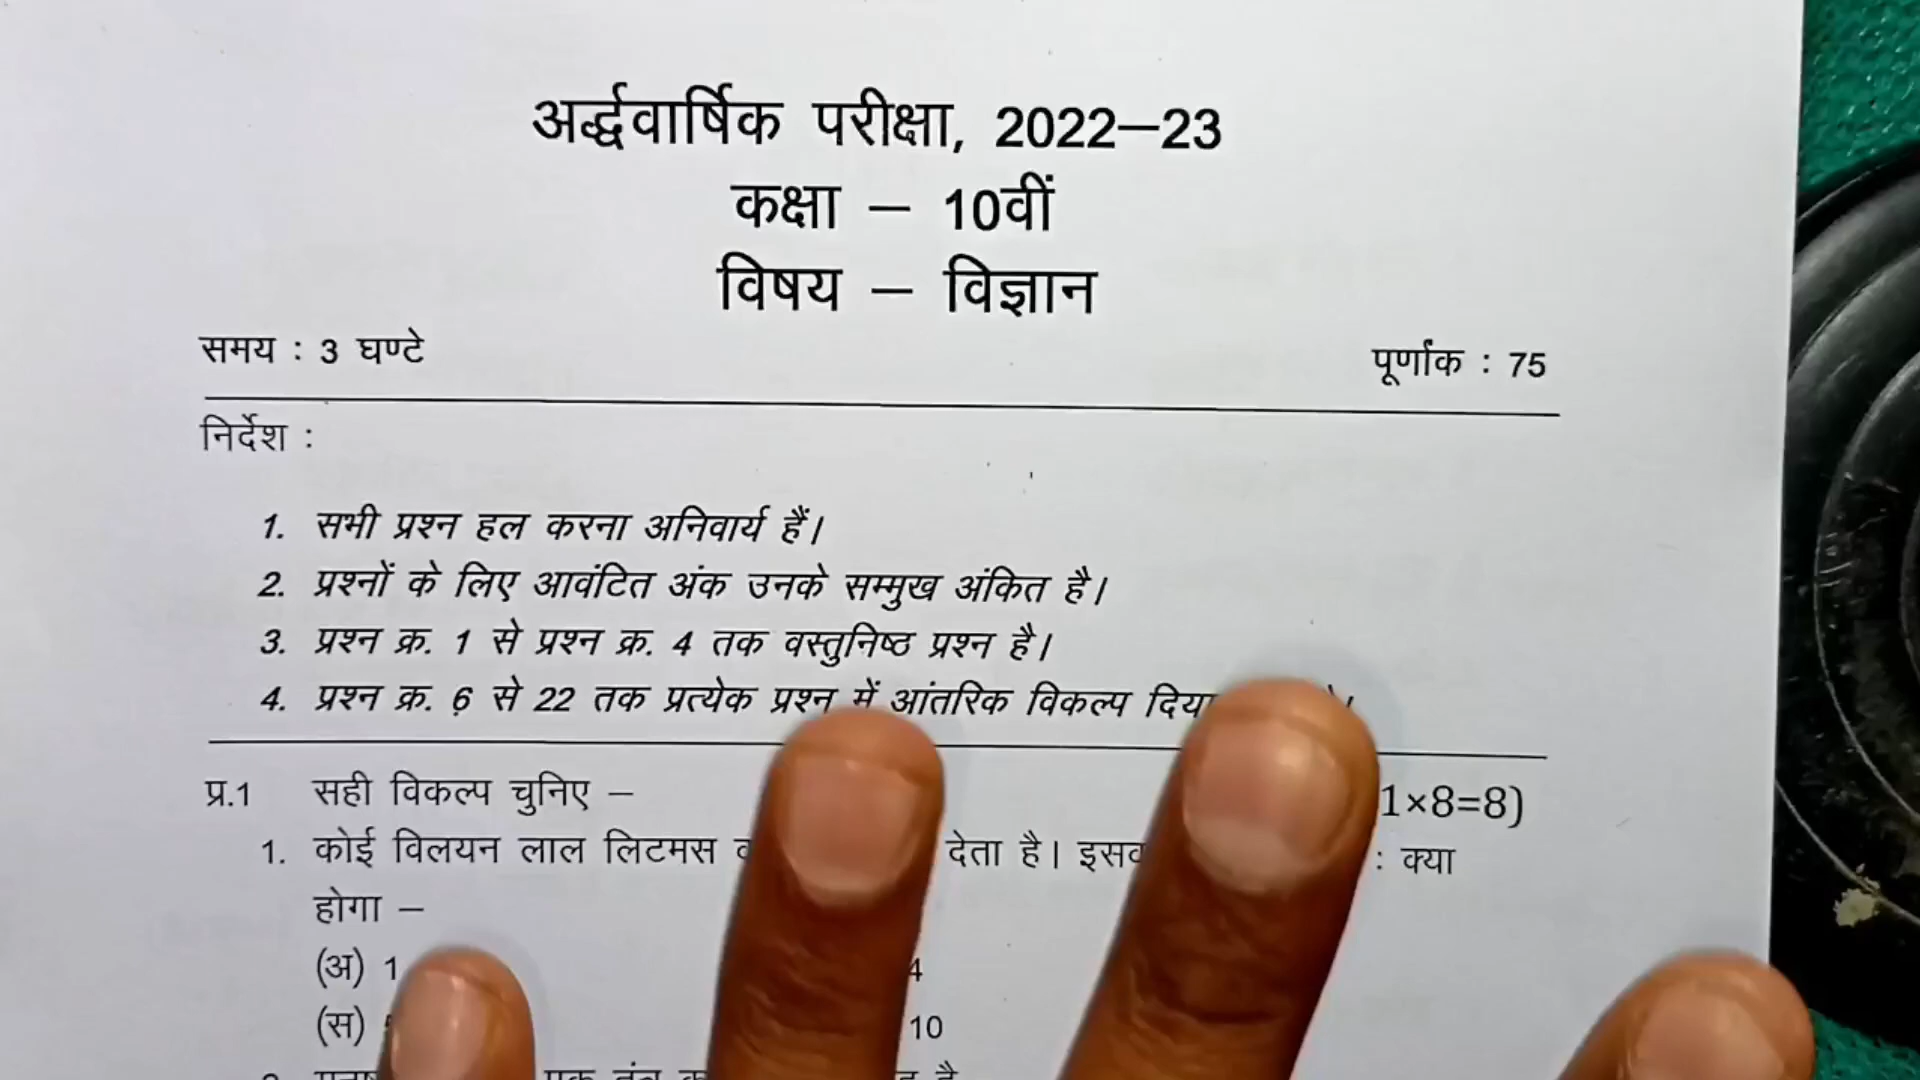 अर्द्धवार्षिक परीक्षा, 2022–23
कक्षा – 10वीं
विषय – विज्ञान
समय : 3 घण्टे
पूर्णांक : 75
निर्देश :
1. सभी प्रश्न हल करना अनिवार्य हैं।
2. प्रश्नों के लिए आवंटित अंक उनके सम्मुख अंकित है।
3. प्रश्न क्र. 1 से प्रश्न क्र. 4 तक वस्तुनिष्ठ प्रश्न है।
4. प्रश्न क्र. 6 से 22 तक प्रत्येक प्रश्न में आंतरिक विकल्प
प्र.1 सही विकल्प चुनिए – 1×8=8)
1. कोई विलयन लाल लिटमस देता है। क्या
होगा –
(अ) 1 4
(स) 10